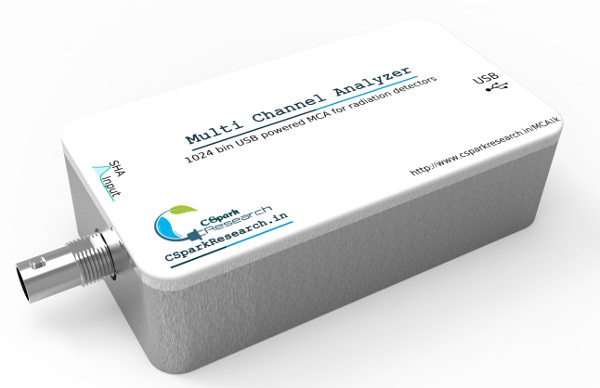 Multi Channel Analyzer
1024 bin USB powered MCA for radiation detectors
USB
SHA
Input
http://www.csparkresearch.in/MCA1k
CSpark
Research
CSparkResearch.in